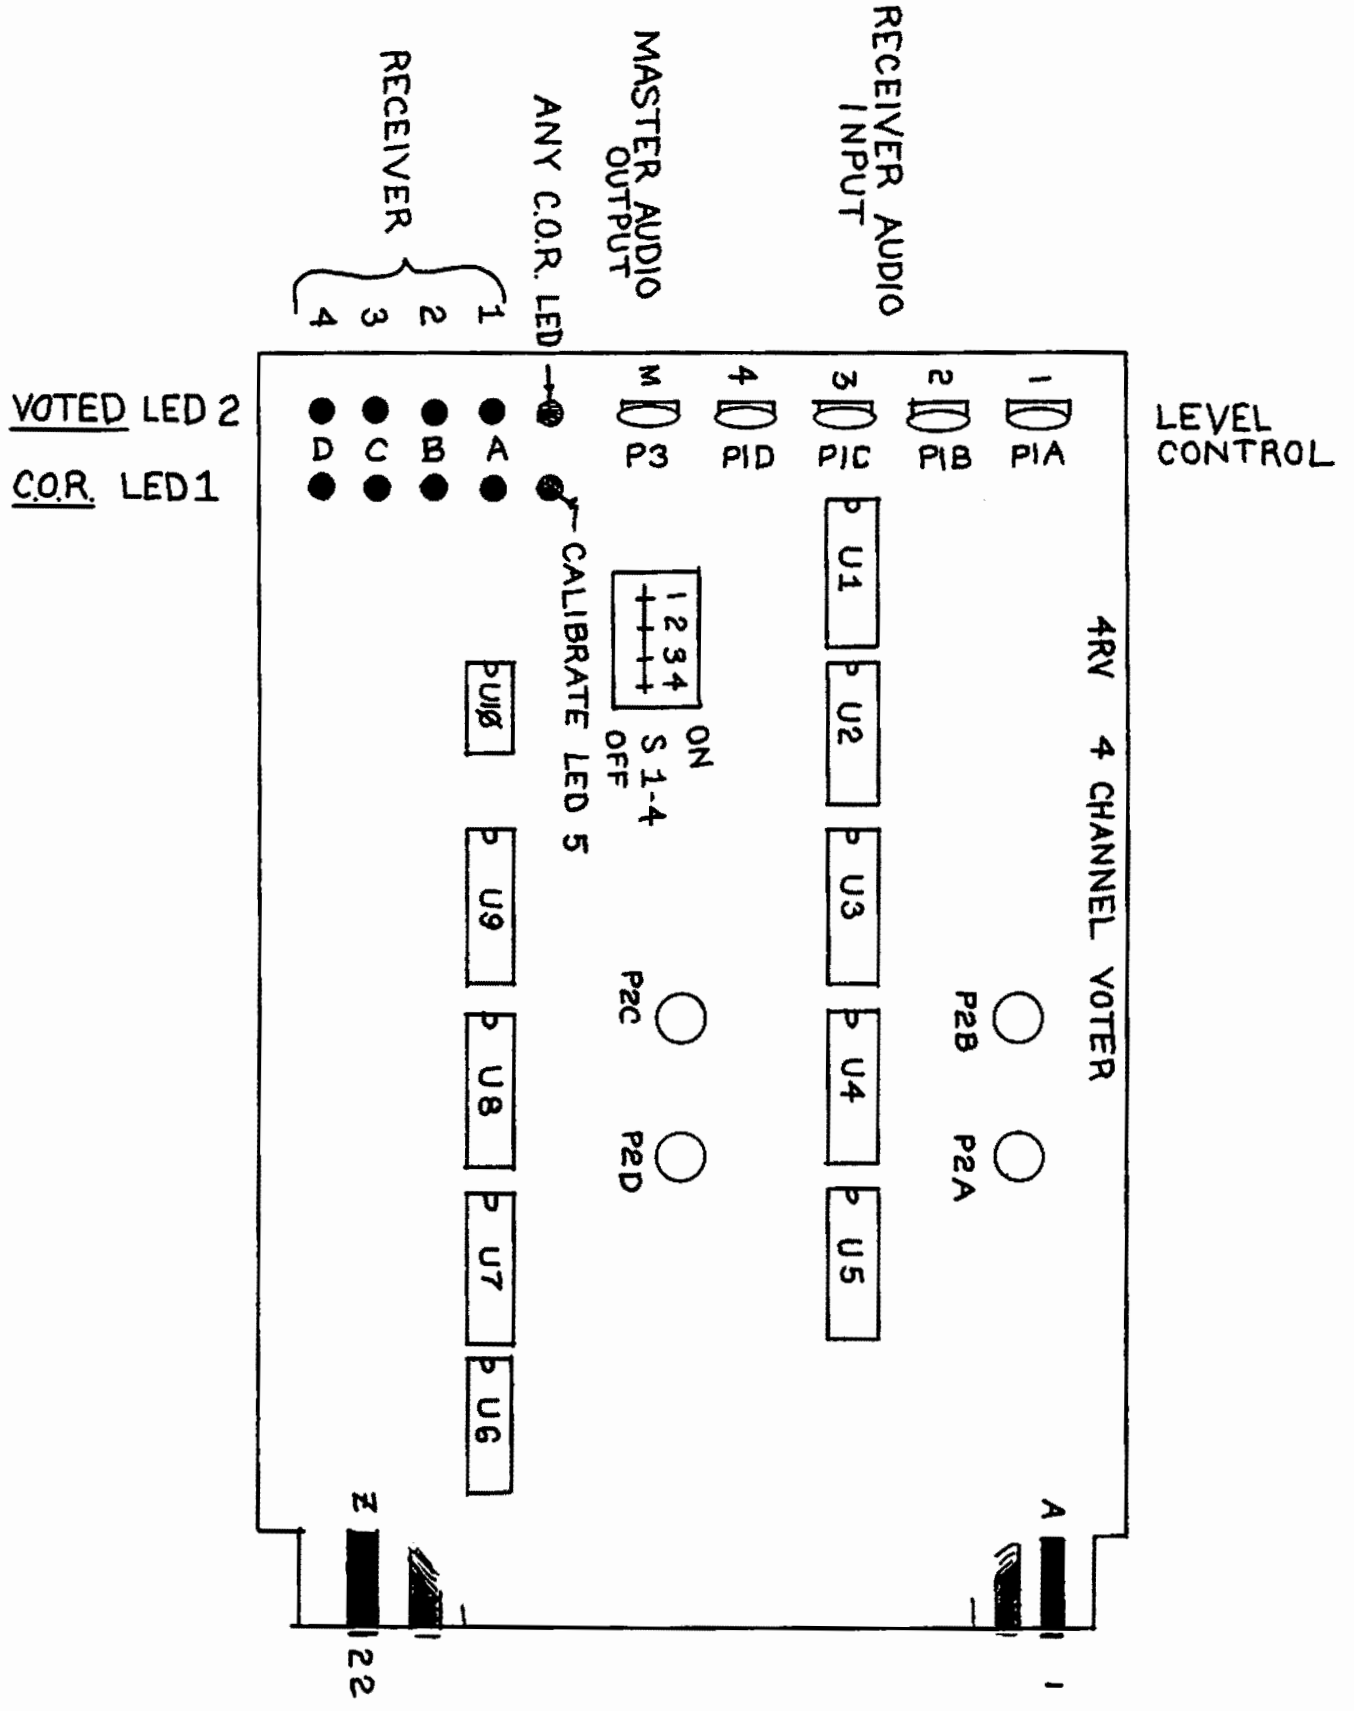 RECEIVER AUDIO
INPUT
MASTER AUDIO
OUTPUT
ANY C.O.R. LED
RECEIVER
4 3 2 1
M 4 3 2 1
VOTED LED 2
D C B A
P3 P1D P1C P1B P1A
LEVEL
CONTROL
C.O.R. LED 1
CALIBRATE LED 5
1 2 3 4
ON
S 1-4
OFF
4RV 4 CHANNEL VOTER
U1
U2
U3
U4
U5
U10
U9
U8
U7
U6
P2C
P2B
P2D
P2A
Z
A
22
1